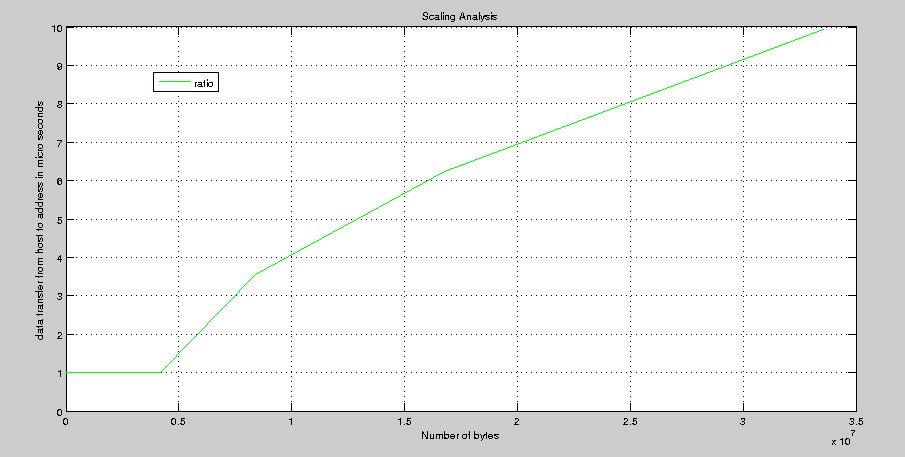 Scaling Analysis
data transfer from host to address in micro seconds
10
9
8
7
6
5
4
3
2
1
0
ratio
0 0.5 1 1.5 2 2.5 3 3.5
x 10^7
Number of bytes